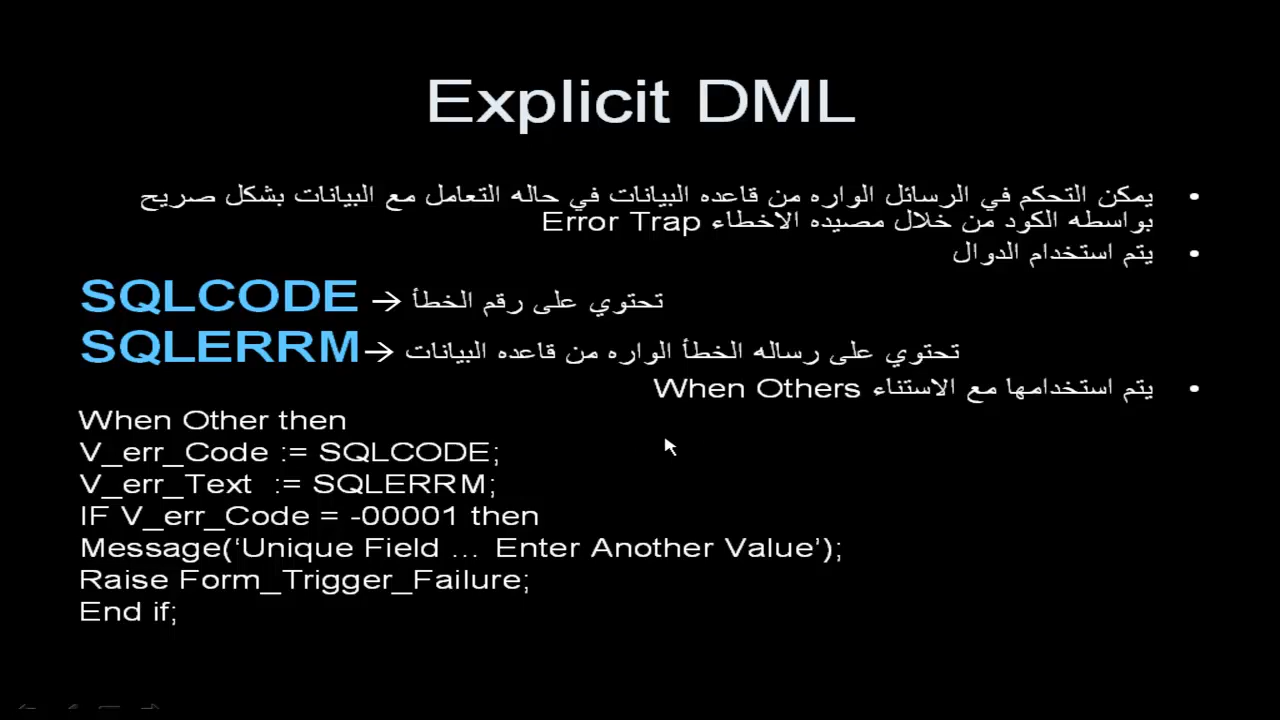 Explicit DML
• يمكن التحكم في الرسائل الواره من قاعده البيانات في حاله التعامل مع البيانات بشكل صريح
بواسطه الكود من خلال مصيده الاخطاء Error Trap
• يتم استخدام الدوال
SQLCODE → تحتوي على رقم الخطأ
SQLERRM → تحتوي على رساله الخطأ الواره من قاعده البيانات
• يتم استخدامها مع الاستناء When Others
When Other then
V_err_Code := SQLCODE;
V_err_Text := SQLERRM;
IF V_err_Code = -00001 then
Message(‘Unique Field … Enter Another Value’);
Raise Form_Trigger_Failure;
End if;